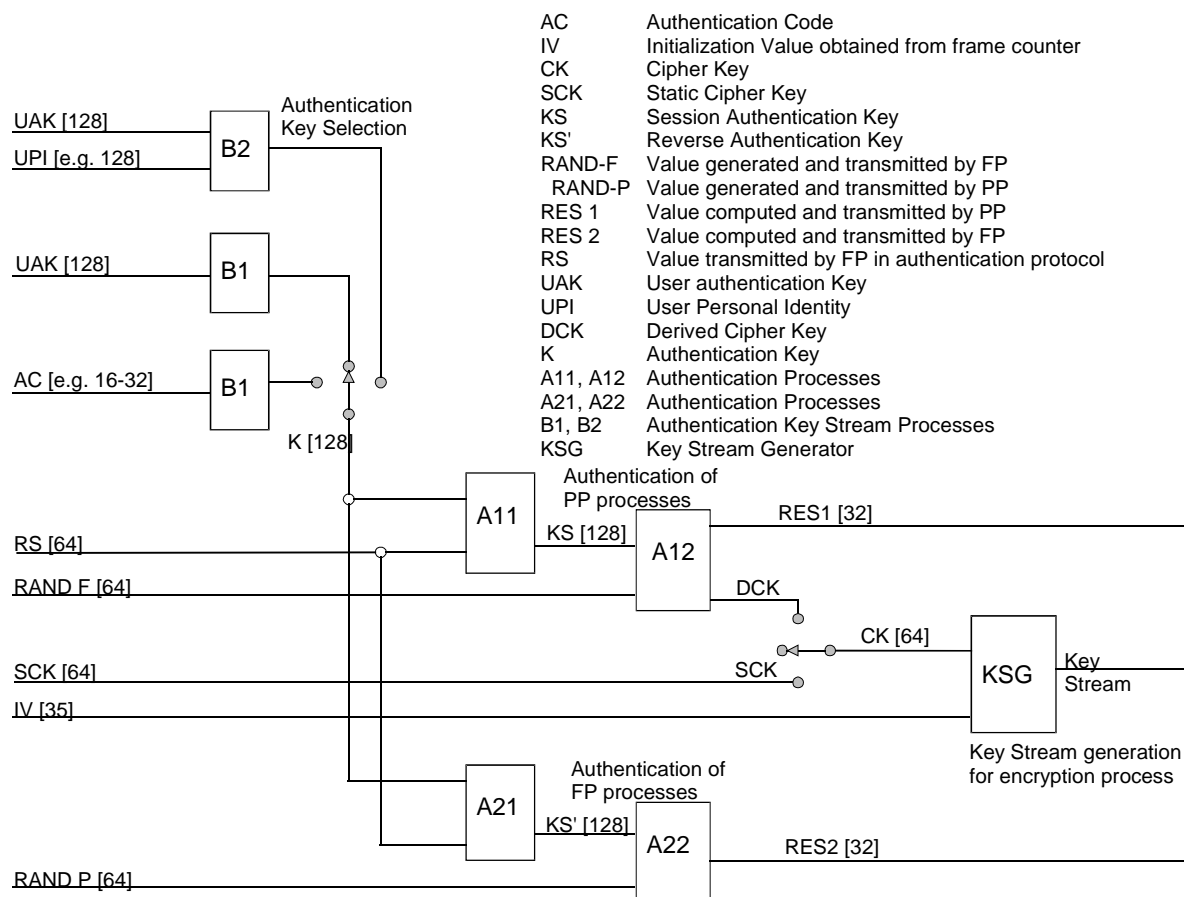 AC Authentication Code
IV Initialization Value obtained from frame counter
CK Cipher Key
SCK Static Cipher Key
KS Session Authentication Key
KS' Reverse Authentication Key
RAND-F Value generated and transmitted by FP
RAND-P Value generated and transmitted by PP
RES 1 Value computed and transmitted by PP
RES 2 Value computed and transmitted by FP
RS Value transmitted by FP in authentication protocol
UAK User authentication Key
UPI User Personal Identity
DCK Derived Cipher Key
K Authentication Key
A11, A12 Authentication Processes
A21, A22 Authentication Processes
B1, B2 Authentication Key Stream Processes
KSG Key Stream Generator
Authentication
Key Selection
UAK [128]
UPI [e.g. 128]
B2
UAK [128]
B1
AC [e.g. 16-32]
B1
K [128]
Authentication of
PP processes
A11
KS [128]
A12
RES1 [32]
RS [64]
RAND F [64]
DCK
CK [64]
SCK [64]
SCK
KSG
Key
Stream
IV [35]
Key Stream generation
for encryption process
Authentication of
FP processes
A21
KS' [128]
A22
RES2 [32]
RAND P [64]